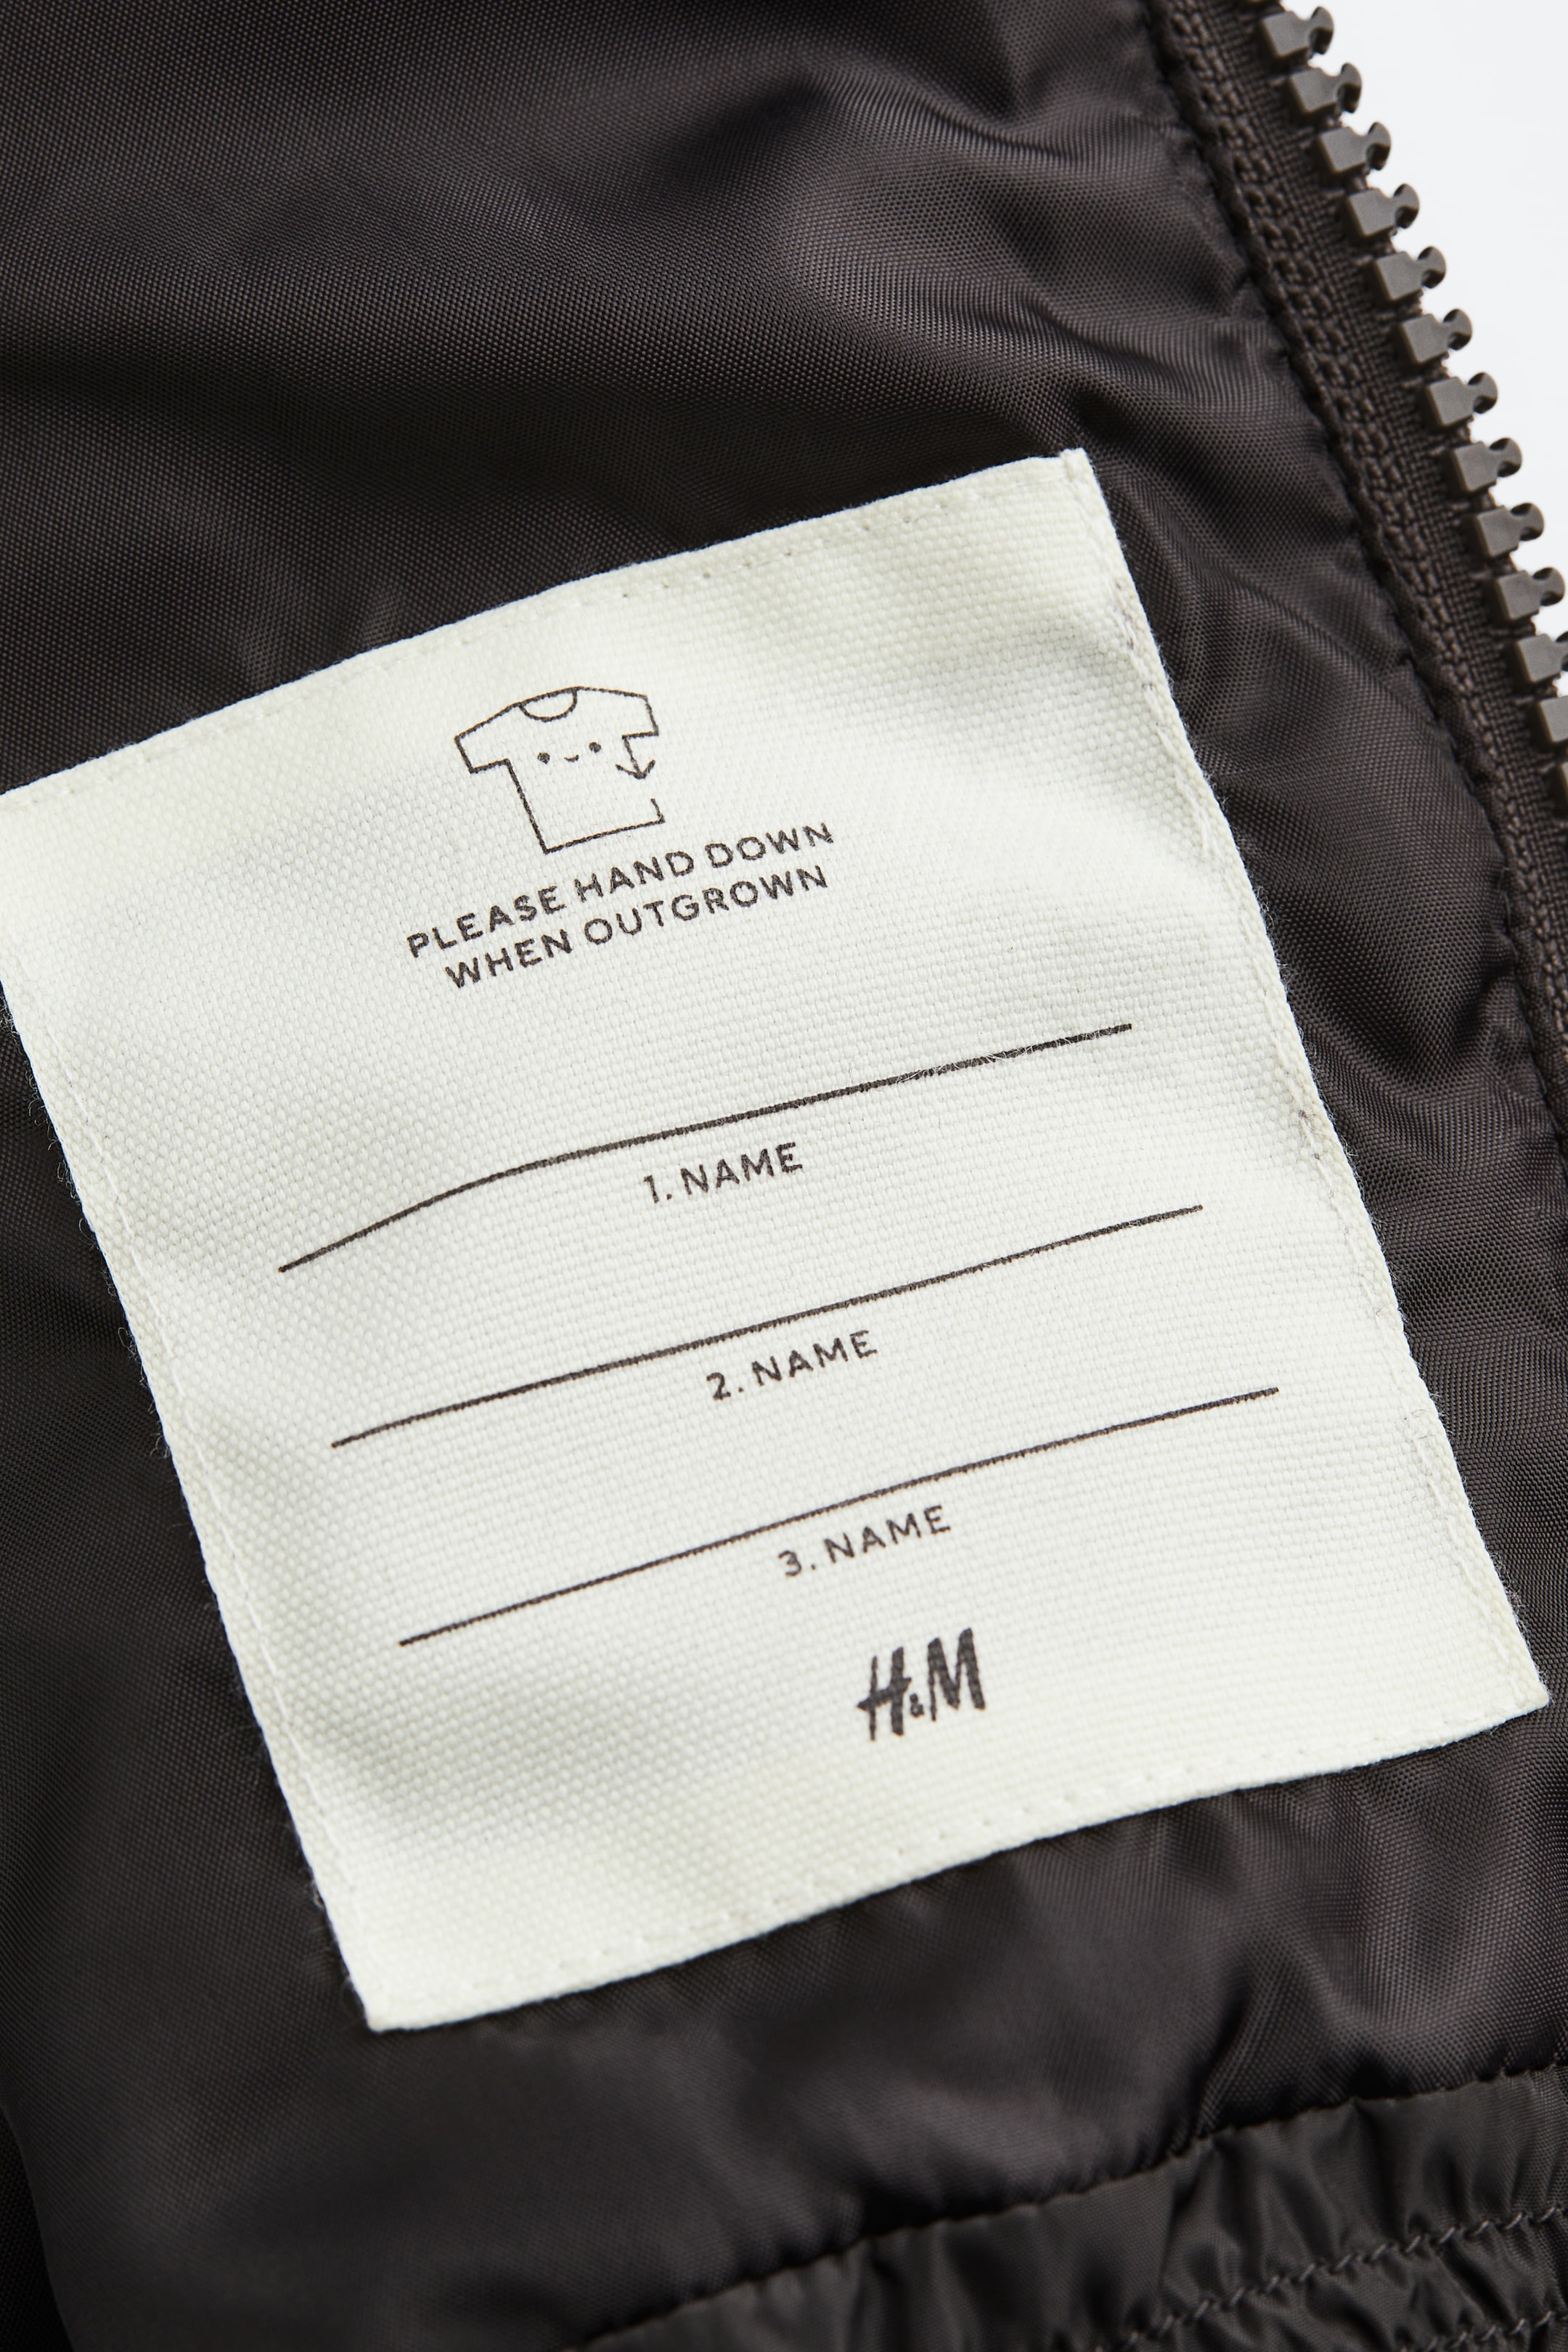 PLEASE HAND DOWN
WHEN OUTGROWN
1. NAME
2. NAME
3. NAME
H&M